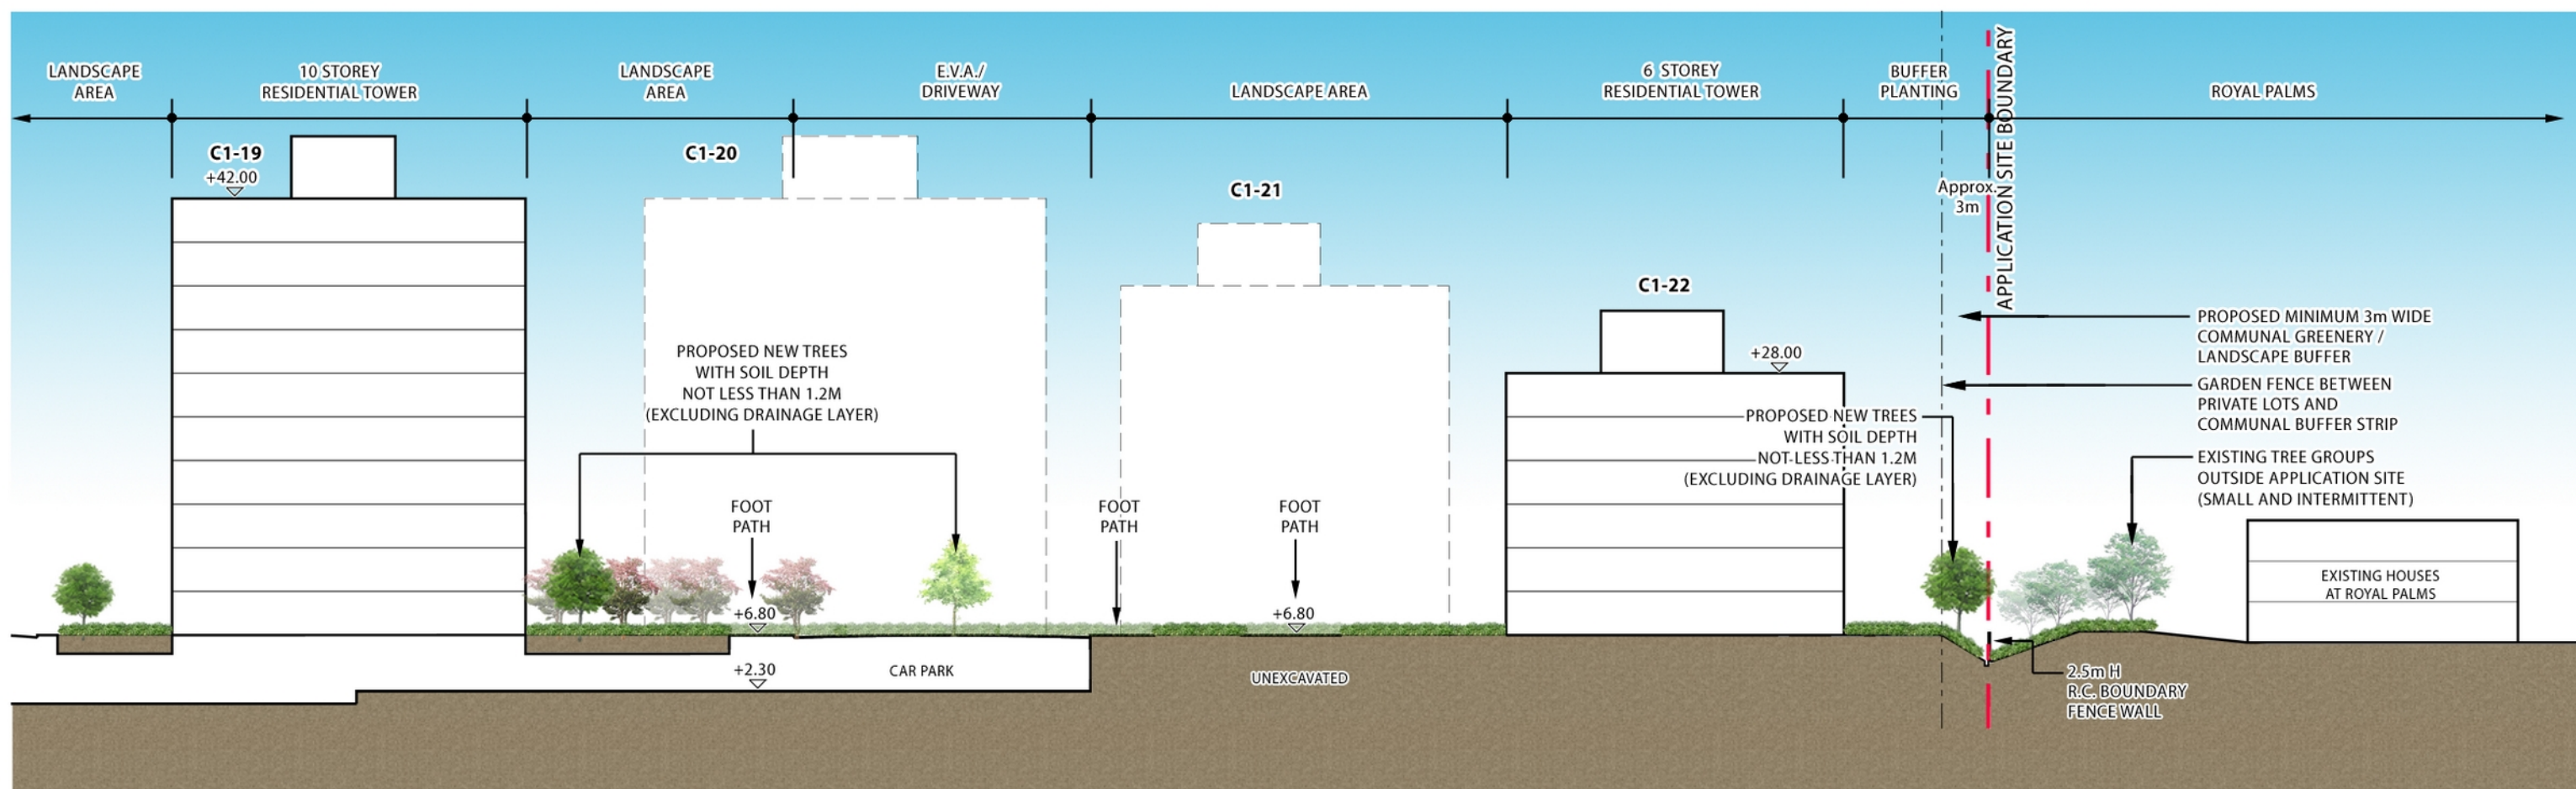 LANDSCAPE
AREA
10 STOREY
RESIDENTIAL TOWER
LANDSCAPE
AREA
E.V.A./
DRIVEWAY
LANDSCAPE AREA
6 STOREY
RESIDENTIAL TOWER
BUFFER
PLANTING
APPLICATION SITE BOUNDARY
ROYAL PALMS
C1-19
+42.00
C1-20
C1-21
Approx.
3m
C1-22
+28.00
PROPOSED NEW TREES
WITH SOIL DEPTH
NOT LESS THAN 1.2M
(EXCLUDING DRAINAGE LAYER)
PROPOSED NEW TREES
WITH SOIL DEPTH
NOT LESS THAN 1.2M
(EXCLUDING DRAINAGE LAYER)
PROPOSED MINIMUM 3m WIDE
COMMUNAL GREENERY /
LANDSCAPE BUFFER
GARDEN FENCE BETWEEN
PRIVATE LOTS AND
COMMUNAL BUFFER STRIP
EXISTING TREE GROUPS
OUTSIDE APPLICATION SITE
(SMALL AND INTERMITTENT)
FOOT
PATH
+6.80
FOOT
PATH
FOOT
PATH
+6.80
EXISTING HOUSES
AT ROYAL PALMS
+2.30
CAR PARK
UNEXCAVATED
2.5m H
R.C. BOUNDARY
FENCE WALL